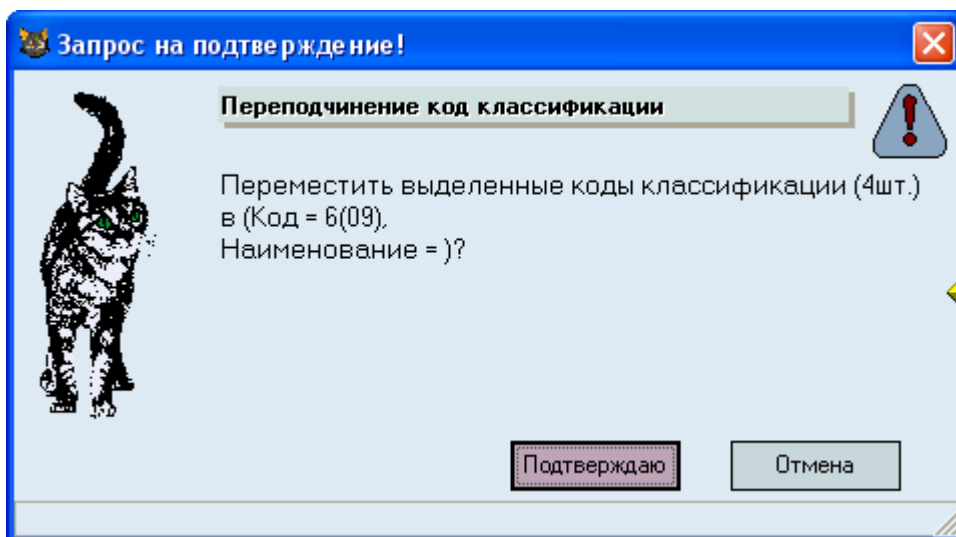 Запрос на подтверждение!
Переподчинение код классификации
Переместить выделенные коды классификации (4шт.)
в (Код = 6(09),
Наименование = )?
Подтверждаю
Отмена